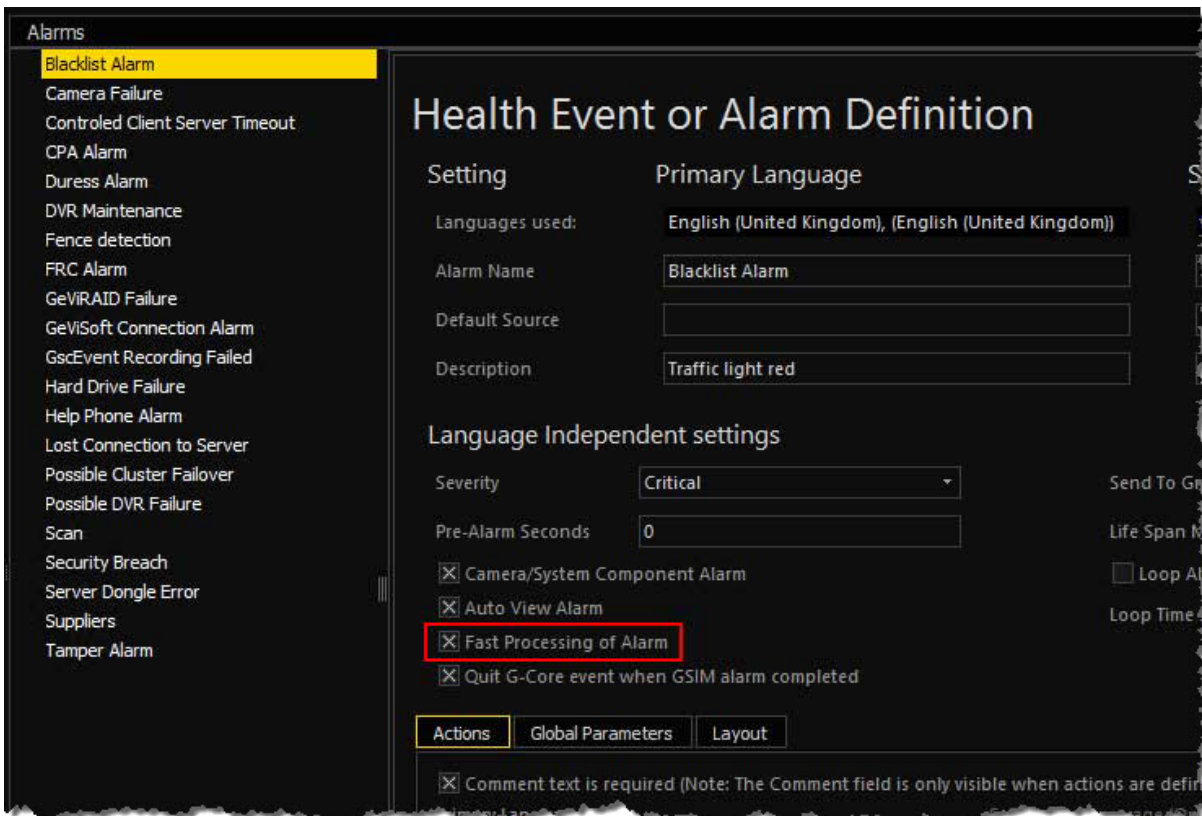 Alarms
Blacklist Alarm
Camera Failure
Controled Client Server Timeout
CPA Alarm
Duress Alarm
DVR Maintenance
Fence detection
FRC Alarm
GeViRAID Failure
GeViSoft Connection Alarm
GscEvent Recording Failed
Hard Drive Failure
Help Phone Alarm
Lost Connection to Server
Possible Cluster Failover
Possible DVR Failure
Scan
Security Breach
Server Dongle Error
Suppliers
Tamper Alarm
Health Event or Alarm Definition
Setting Primary Language
Languages used: English (United Kingdom), (English (United Kingdom))
Alarm Name Blacklist Alarm
Default Source
Description Traffic light red
Language Independent settings
Severity Critical Send To
Pre-Alarm Seconds 0 Life Span
Camera/System Component Alarm Loop
Auto View Alarm
Loop Time
Fast Processing of Alarm
Quit G-Core event when GSIM alarm completed
Actions Global Parameters Layout
Comment text is required (Note: The Comment field is only visible when actions are